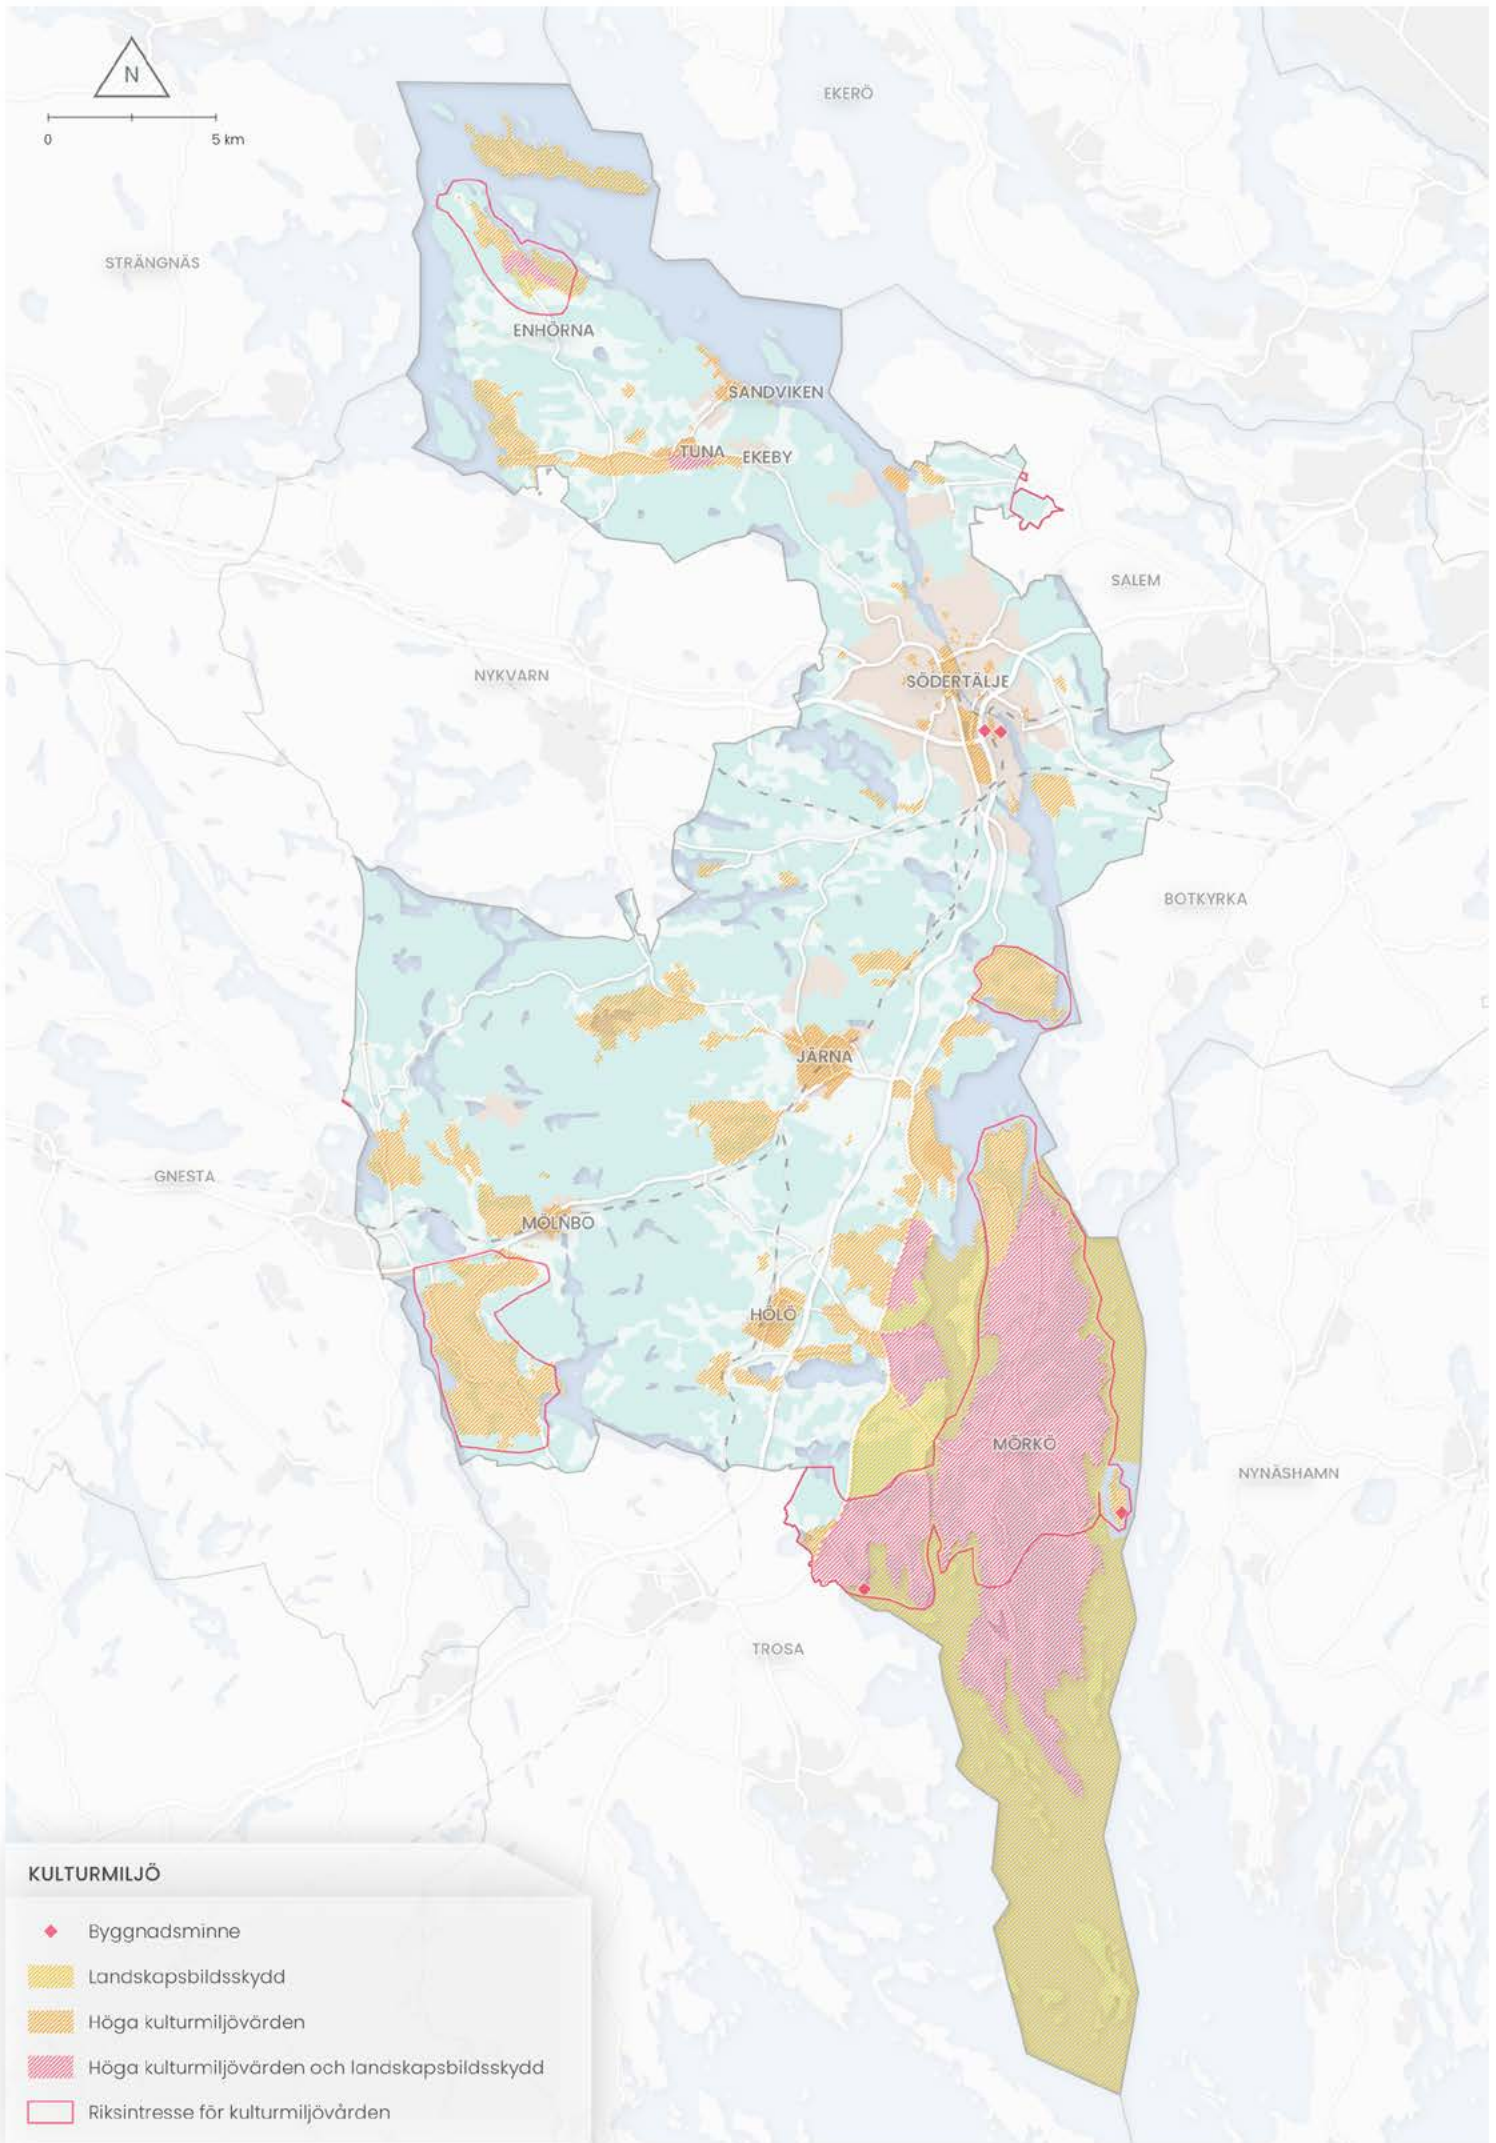 N
0 5 km
EKERÖ
STRÄNGNÄS
ENHÖRNA
SANDVIKEN
TUNA
EKEBY
SALEM
NYKVARN
SÖDERTÄLJE
BOTKYRKA
JÄRNA
GNESTA
MÖLNBO
HÖLÖ
MÖRKÖ
NYNÄSHAMN
TROSA
KULTURMILJÖ
Byggnadsminne
Landskapsbildsskydd
Höga kulturmiljövärden
Höga kulturmiljövärden och landskapsbildsskydd
Riksintresse för kulturmiljövården